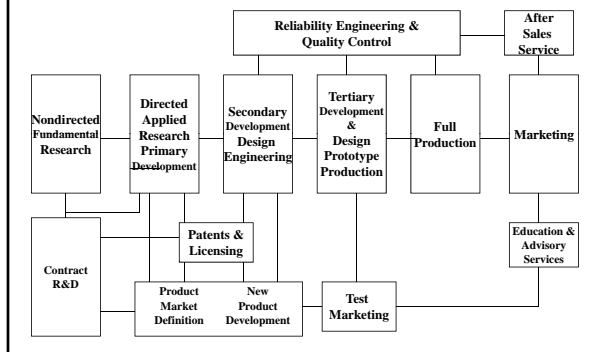 Reliability Engineering &
Quality Control
After
Sales
Service
Nondirected
Fundamental
Research
Directed
Applied
Research
Primary
Development
Secondary
Development
Design
Engineering
Tertiary
Development
&
Design
Prototype
Production
Full
Production
Marketing
Patents &
Licensing
Education &
Advisory
Services
Contract
R&D
Product
Market
Definition
New
Product
Development
Test
Marketing